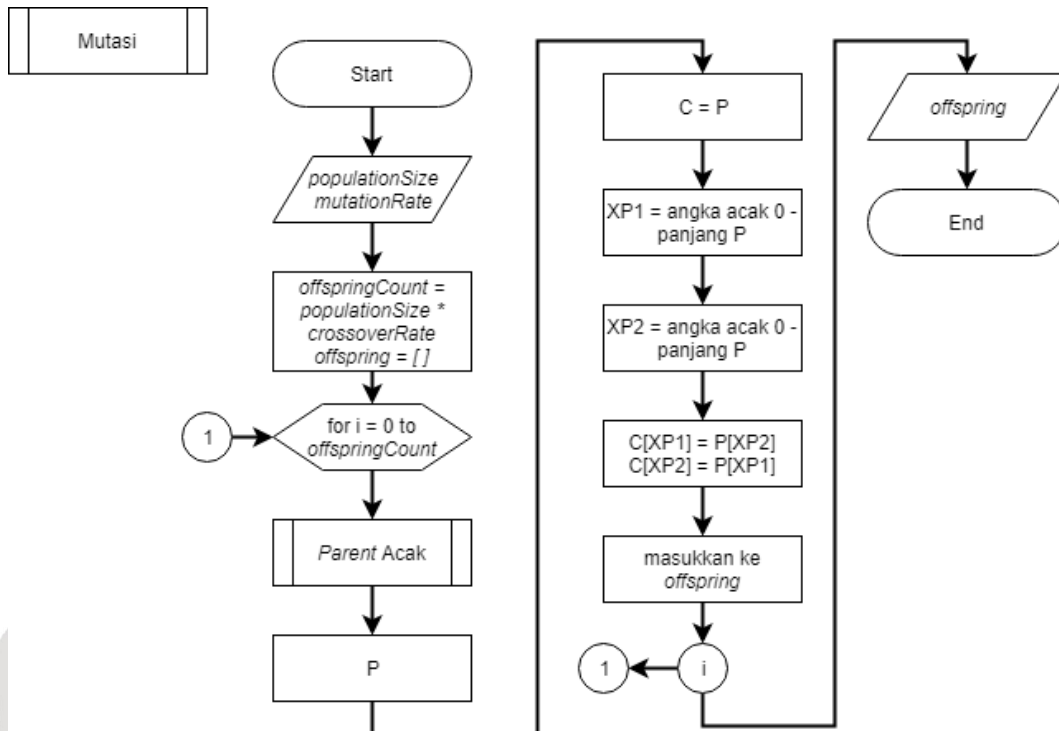 Mutasi
Start
populationSize
mutationRate
offspringCount =
populationSize *
crossoverRate
offspring = [ ]
1
for i = 0 to
offspringCount
Parent Acak
P
C = P
XP1 = angka acak 0 -
panjang P
XP2 = angka acak 0 -
panjang P
C[XP1] = P[XP2]
C[XP2] = P[XP1]
masukkan ke
offspring
1
i
offspring
End